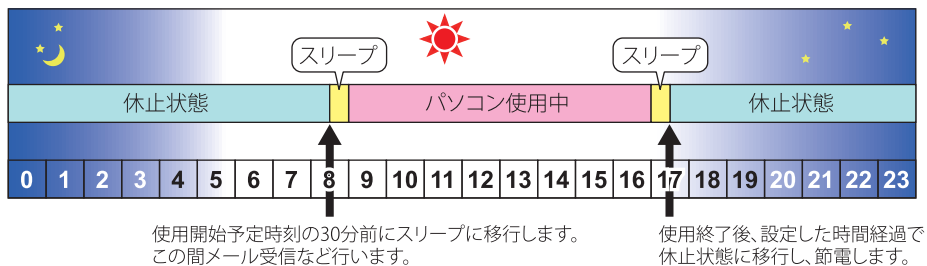 スリープ
スリープ
休止状態
パソコン使用中
休止状態
0 1 2 3 4 5 6 7 8 9 10 11 12 13 14 15 16 17 18 19 20 21 22 23
使用開始予定時刻の30分前にスリープに移行します。
この間メール受信など行います。
使用終了後、設定した時間経過で
休止状態に移行し、節電します。